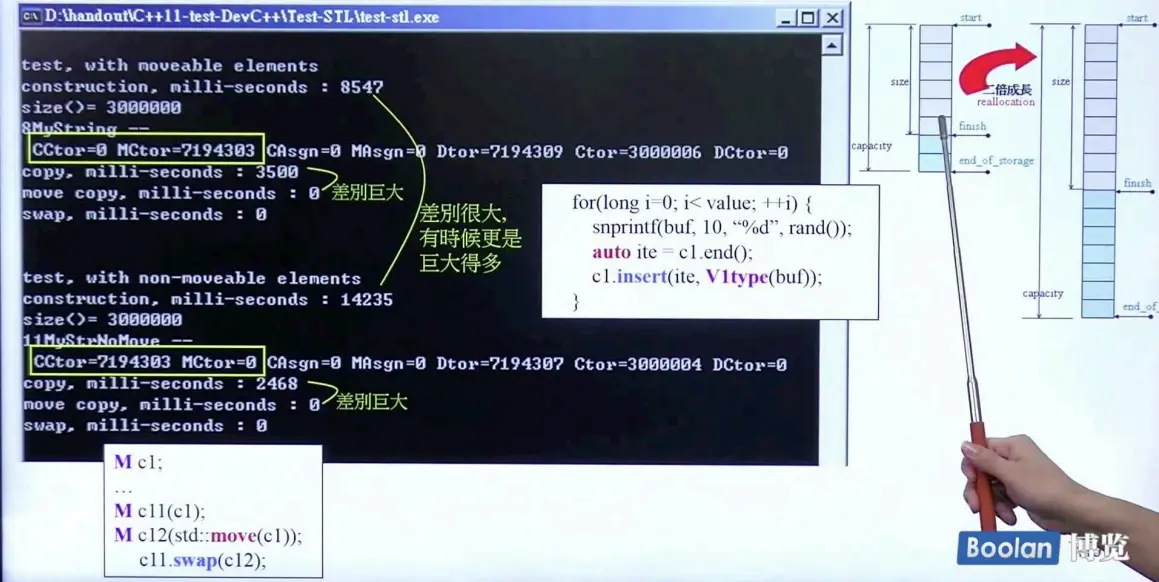 D:\handout\C++11-test-DevC++\Test-STL\test-stl.exe
test, with moveable elements
construction, milli-seconds : 8547
size()= 3000000
8MyString --
CCtor=0 MCtor=7194303 CAsgn=0 MAsgn=0 Dtor=7194309 Ctor=3000006 DCtor=0
copy, milli-seconds : 3500
move copy, milli-seconds : 0
差別巨大
swap, milli-seconds : 0
差別很大,
有時候更是
巨大得多
test, with non-moveable elements
construction, milli-seconds : 14235
size()= 3000000
11MyStrNoMove --
CCtor=7194303 MCtor=0 CAsgn=0 MAsgn=0 Dtor=7194307 Ctor=3000004 DCtor=0
copy, milli-seconds : 2468
move copy, milli-seconds : 0
差別巨大
swap, milli-seconds : 0
M c1;
...
M c11(c1);
M c12(std::move(c1));
c11.swap(c12);
for(long i=0; i< value; ++i) {
snprintf(buf, 10, “%d”, rand());
auto ite = c1.end();
c1.insert(ite, V1type(buf));
}
start
size
finish
capacity
end_of_storage
二倍成長
reallocation
start
size
finish
capacity
end_of_
Boolan 博览